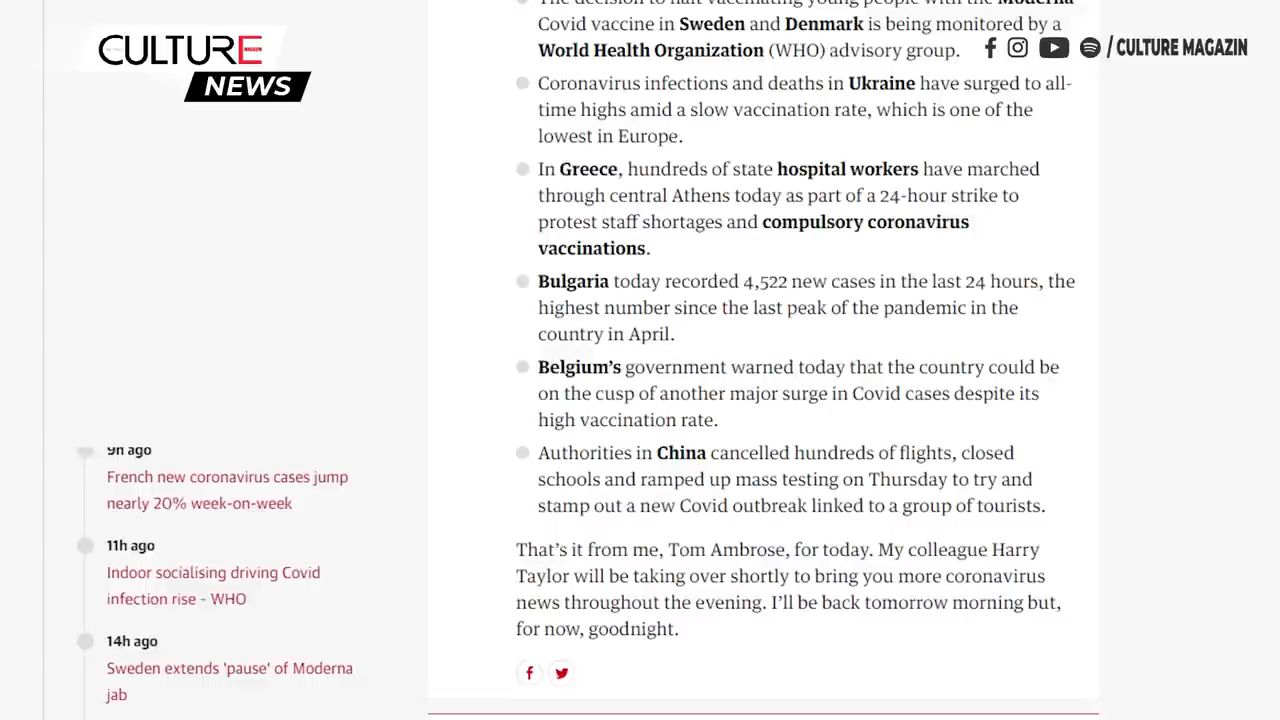 CULTURE
NEWS
/ CULTURE MAGAZIN
The decision to halt vaccinating young people with the Moderna
Covid vaccine in Sweden and Denmark is being monitored by a
World Health Organization (WHO) advisory group.
Coronavirus infections and deaths in Ukraine have surged to all-
time highs amid a slow vaccination rate, which is one of the
lowest in Europe.
In Greece, hundreds of state hospital workers have marched
through central Athens today as part of a 24-hour strike to
protest staff shortages and compulsory coronavirus
vaccinations.
Bulgaria today recorded 4,522 new cases in the last 24 hours, the
highest number since the last peak of the pandemic in the
country in April.
Belgium's government warned today that the country could be
on the cusp of another major surge in Covid cases despite its
high vaccination rate.
Authorities in China cancelled hundreds of flights, closed
schools and ramped up mass testing on Thursday to try and
stamp out a new Covid outbreak linked to a group of tourists.
That's it from me, Tom Ambrose, for today. My colleague Harry
Taylor will be taking over shortly to bring you more coronavirus
news throughout the evening. I'll be back tomorrow morning but,
for now, goodnight.
9h ago
French new coronavirus cases jump
nearly 20% week-on-week
11h ago
Indoor socialising driving Covid
infection rise - WHO
14h ago
Sweden extends 'pause' of Moderna
jab